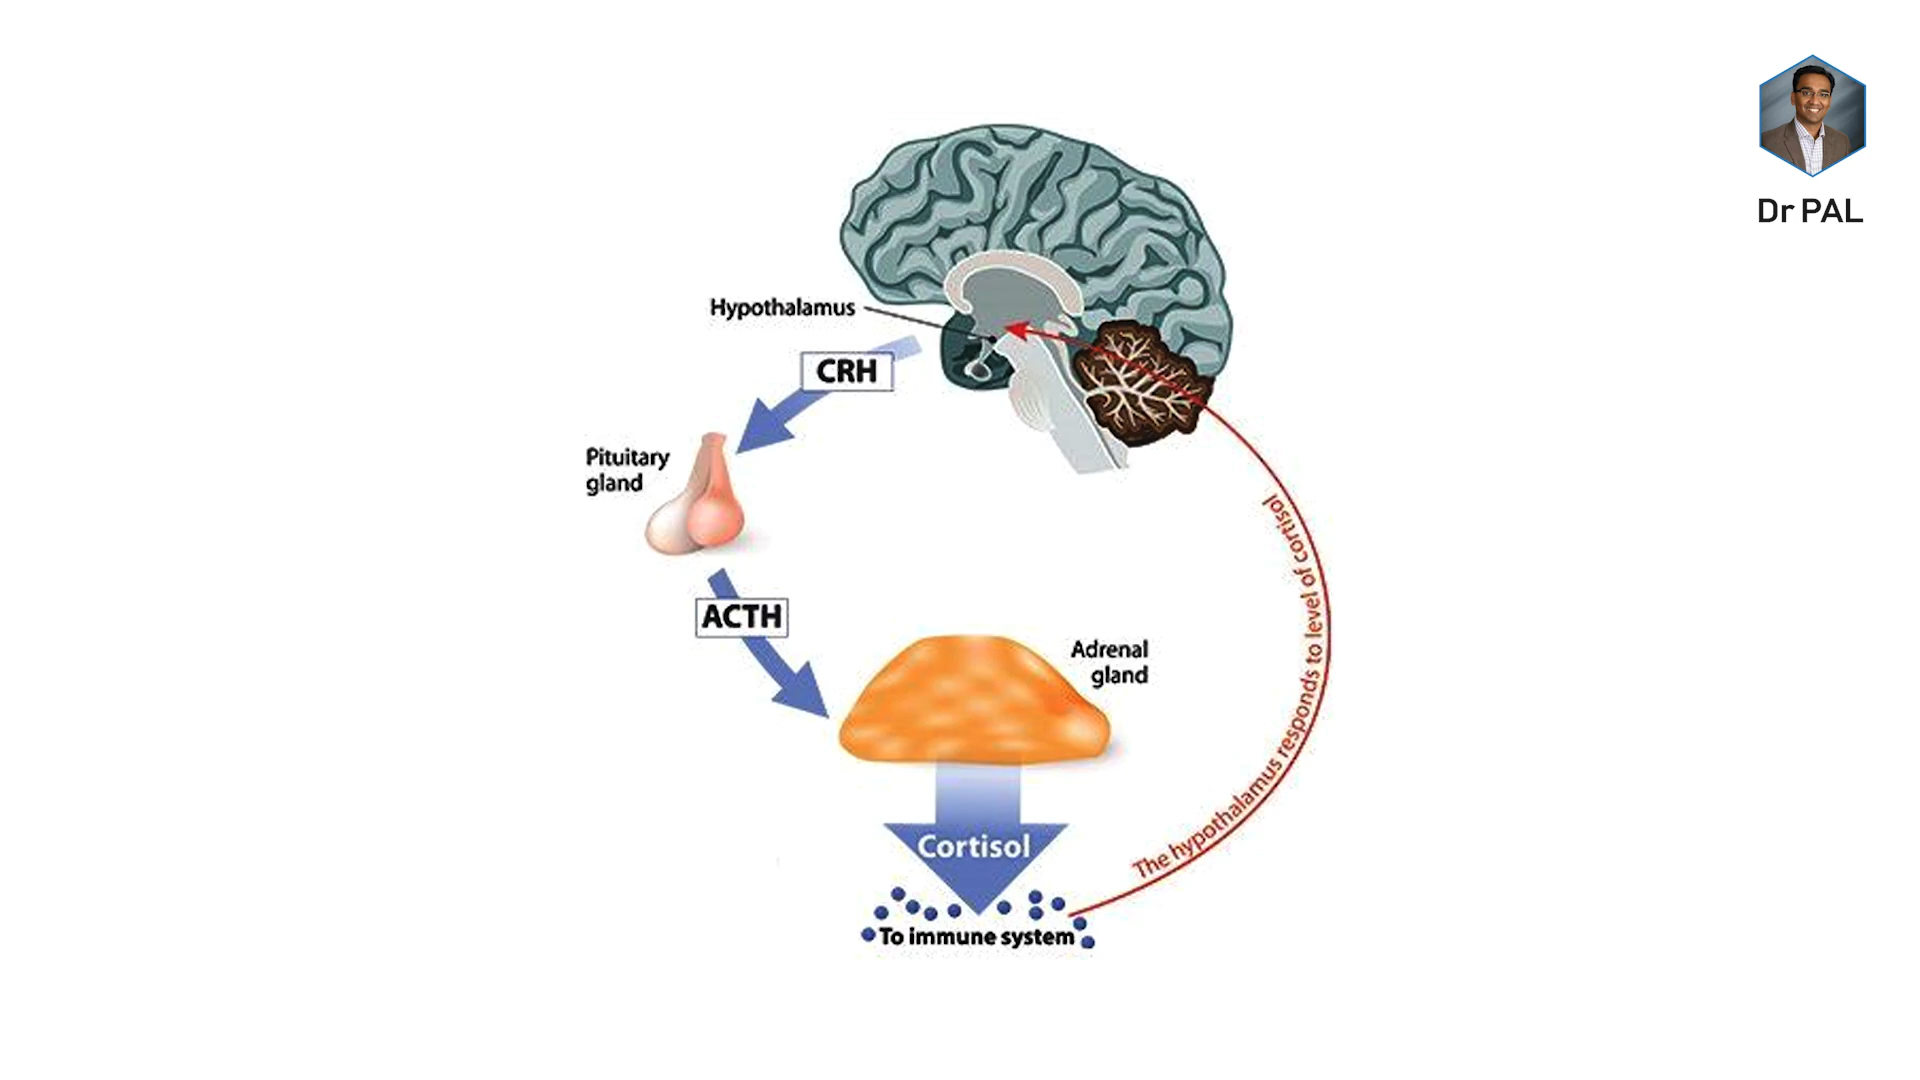 Dr PAL
Hypothalamus
CRH
Pituitary
gland
ACTH
Adrenal
gland
Cortisol
To immune system
The hypothalamus responds to level of cortisol